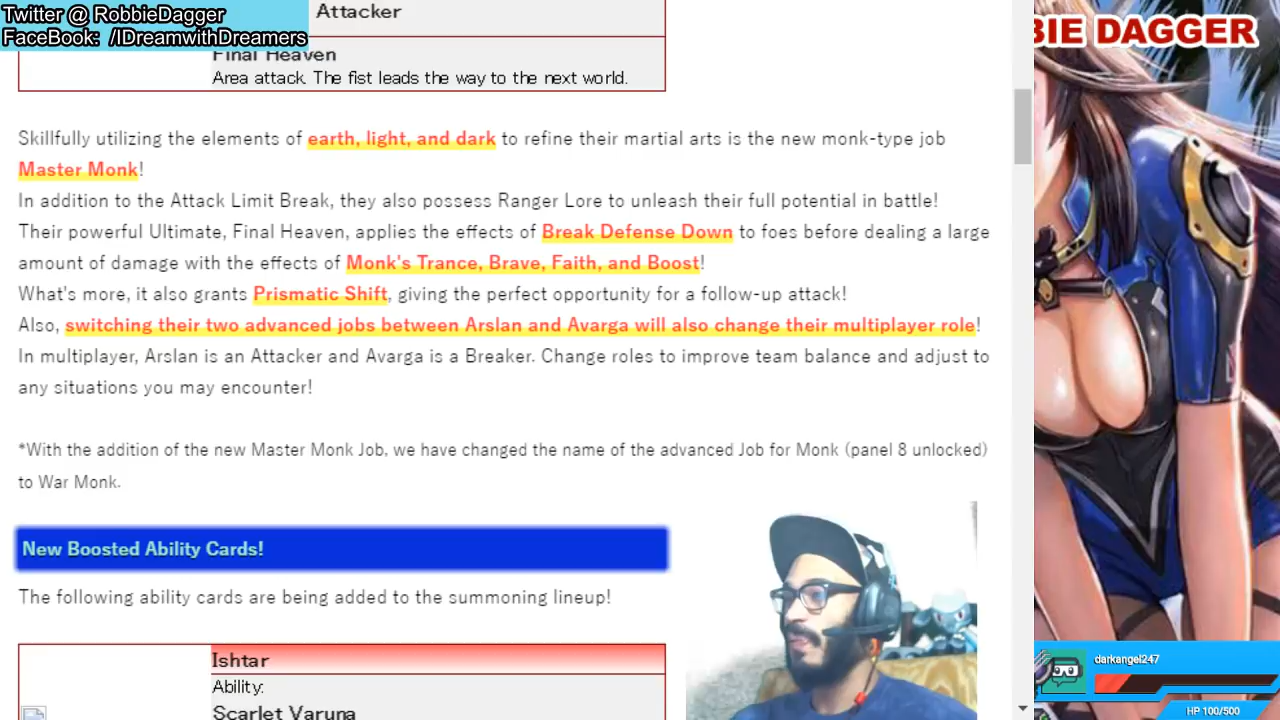 Twitter @ RobbieDagger
FaceBook: /IDreamwithDreamers
Attacker
Final Heaven
Area attack. The fist leads the way to the next world.
Skillfully utilizing the elements of earth, light, and dark to refine their martial arts is the new monk-type job
Master Monk!
In addition to the Attack Limit Break, they also possess Ranger Lore to unleash their full potential in battle!
Their powerful Ultimate, Final Heaven, applies the effects of Break Defense Down to foes before dealing a large
amount of damage with the effects of Monk's Trance, Brave, Faith, and Boost!
What's more, it also grants Prismatic Shift, giving the perfect opportunity for a follow-up attack!
Also, switching their two advanced jobs between Arslan and Avarga will also change their multiplayer role!
In multiplayer, Arslan is an Attacker and Avarga is a Breaker. Change roles to improve team balance and adjust to
any situations you may encounter!
*With the addition of the new Master Monk Job, we have changed the name of the advanced Job for Monk (panel 8 unlocked)
to War Monk.
New Boosted Ability Cards!
The following ability cards are being added to the summoning lineup!
Ishtar
Ability:
Scarlet Varuna
BIE DAGGER
darkangel247
HP 100/500